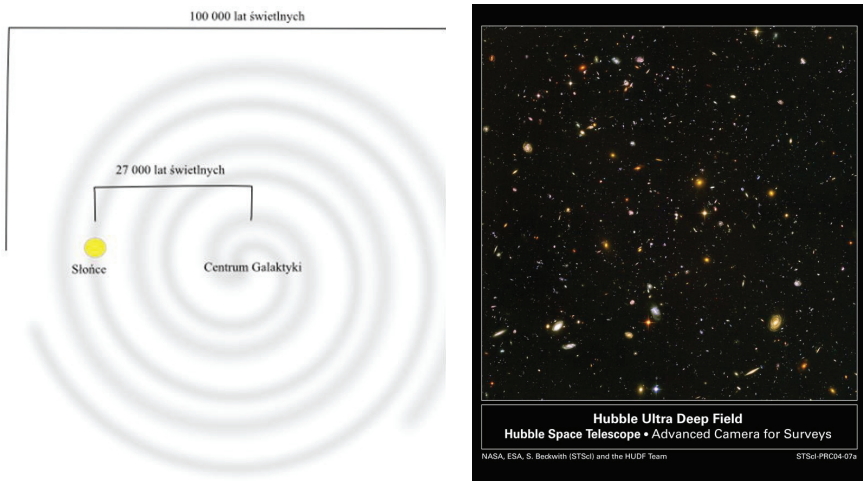 100 000 lat świetlnych
27 000 lat świetlnych
Słońce
Centrum Galaktyki
Hubble Ultra Deep Field
Hubble Space Telescope • Advanced Camera for Surveys
NASA, ESA, S. Beckwith (STScI) and the HUDF Team
STScI-PRC04-07a